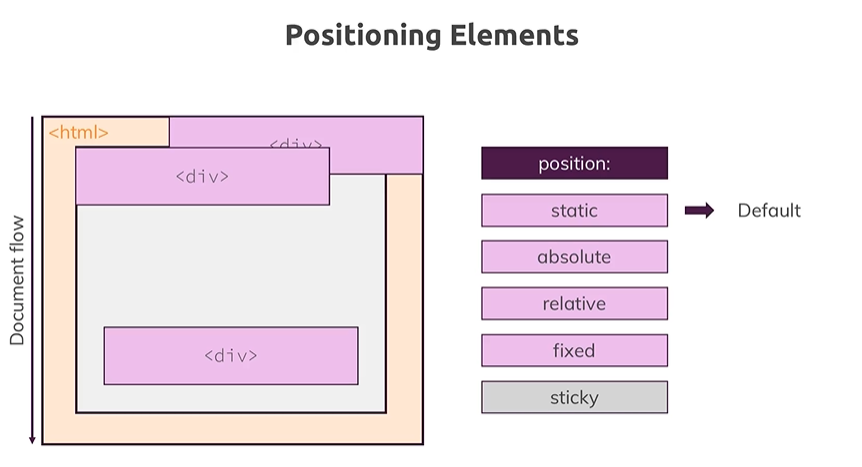 Positioning Elements
<html>
<div>
<div>
<div>
Document flow
position:
static
Default
absolute
relative
fixed
sticky